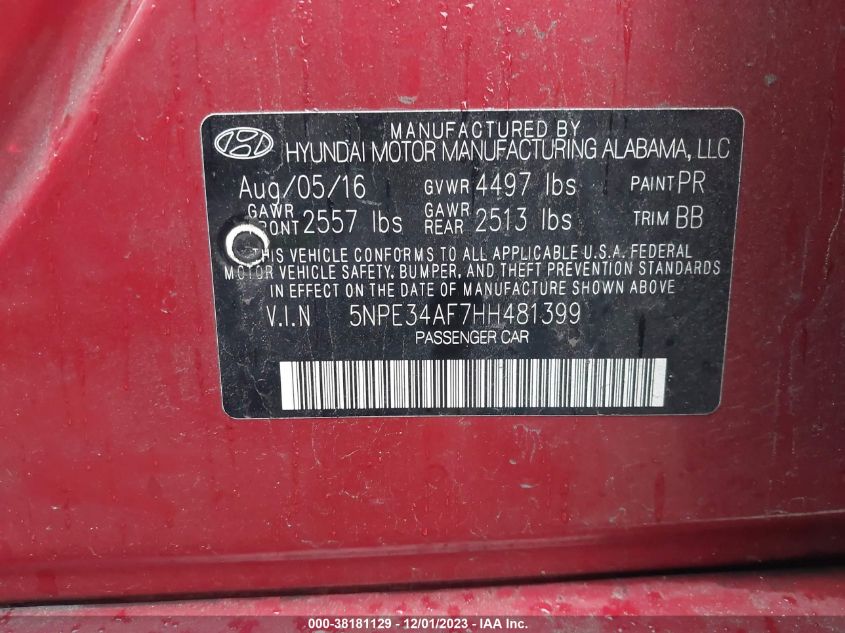 MANUFACTURED BY
HYUNDAI MOTOR MANUFACTURING ALABAMA, LLC
Aug/05/16 GVWR 4497 lbs PAINT PR
GAWR FRONT 2557 lbs GAWR REAR 2513 lbs TRIM BB
THIS VEHICLE CONFORMS TO ALL APPLICABLE U.S.A. FEDERAL
MOTOR VEHICLE SAFETY, BUMPER, AND THEFT PREVENTION STANDARDS
IN EFFECT ON THE DATE OF MANUFACTURE SHOWN ABOVE.
V.I.N 5NPE34AF7HH481399
PASSENGER CAR
000-38181129 - 12/01/2023 - IAA Inc.